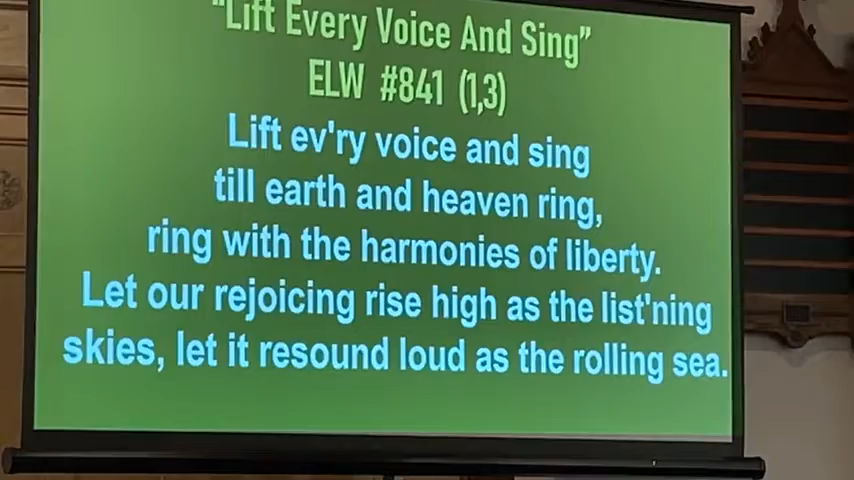 "Lift Every Voice And Sing"
ELW #841 (1,3)
Lift ev'ry voice and sing
till earth and heaven ring,
ring with the harmonies of liberty.
Let our rejoicing rise high as the list'ning
skies, let it resound loud as the rolling sea.